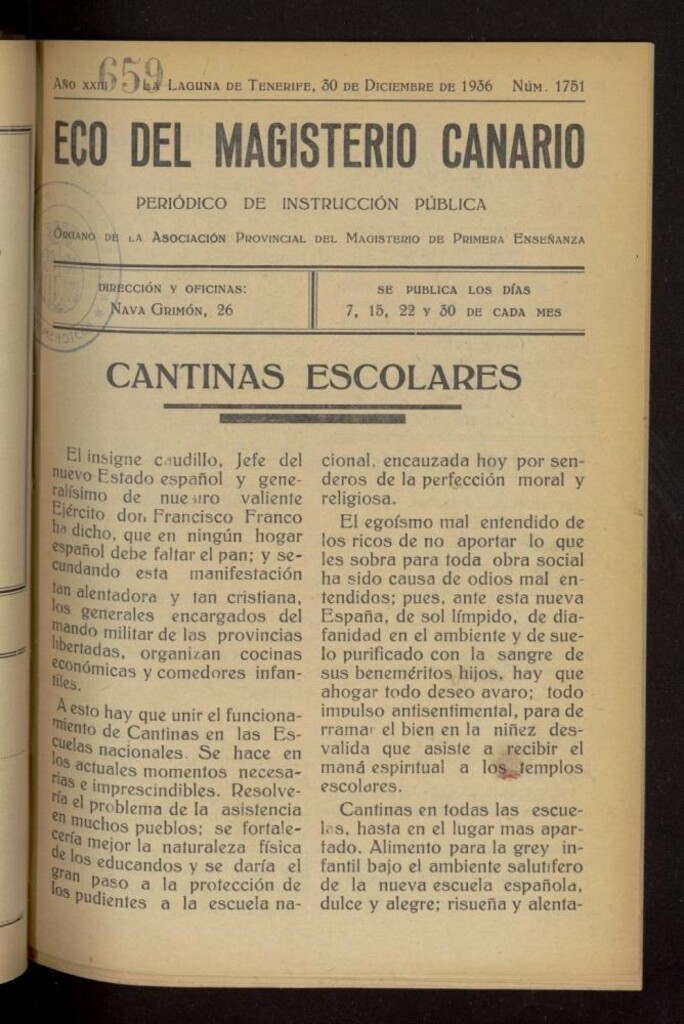 659
AÑO XXIII LA LAGUNA DE TENERIFE, 30 DE DICIEMBRE DE 1936 NÚM. 1751
ECO DEL MAGISTERIO CANARIO
PERIÓDICO DE INSTRUCCIÓN PÚBLICA
ÓRGANO DE LA ASOCIACIÓN PROVINCIAL DEL MAGISTERIO DE PRIMERA ENSEÑANZA
DIRECCIÓN Y OFICINAS:
NAVA GRIMÓN, 26
SE PUBLICA LOS DÍAS
7, 15, 22 Y 30 DE CADA MES
CANTINAS ESCOLARES
El insigne caudillo, Jefe del
nuevo Estado español y gene-
ralísimo de nuestro valiente
Ejército don Francisco Franco
ha dicho, que en ningún hogar
español debe faltar el pan; y se-
cundando esta manifestación
tan alentadora y tan cristiana,
los generales encargados del
mando militar de las provincias
libertadas, organizan cocinas
económicas y comedores infan-
tiles.
A esto hay que unir el funciona-
miento de Cantinas en las Es-
cuelas nacionales. Se hace en
los actuales momentos necesa-
rias e imprescindibles. Resolve-
ría el problema de la asistencia
en muchos pueblos; se fortale-
cería mejor la naturaleza física
de los educandos y se daría el
gran paso a la protección de
los pudientes a la escuela na-
cional, encauzada hoy por sen-
deros de la perfección moral y
religiosa.
El egoísmo mal entendido de
los ricos de no aportar lo que
les sobra para toda obra social
ha sido causa de odios mal en-
tendidos; pues, ante esta nueva
España, de sol límpido, de dia-
fanidad en el ambiente y de sue-
lo purificado con la sangre de
sus beneméritos hijos, hay que
ahogar todo deseo avaro; todo
impulso antisentimental, para de
rramar el bien en la niñez des-
valida que asiste a recibir el
maná espiritual a los templos
escolares.
Cantinas en todas las escue-
las, hasta en el lugar mas apar-
tado. Alimento para la grey in-
fantil bajo el ambiente salutífero
de la nueva escuela española,
dulce y alegre; risueña y alenta-